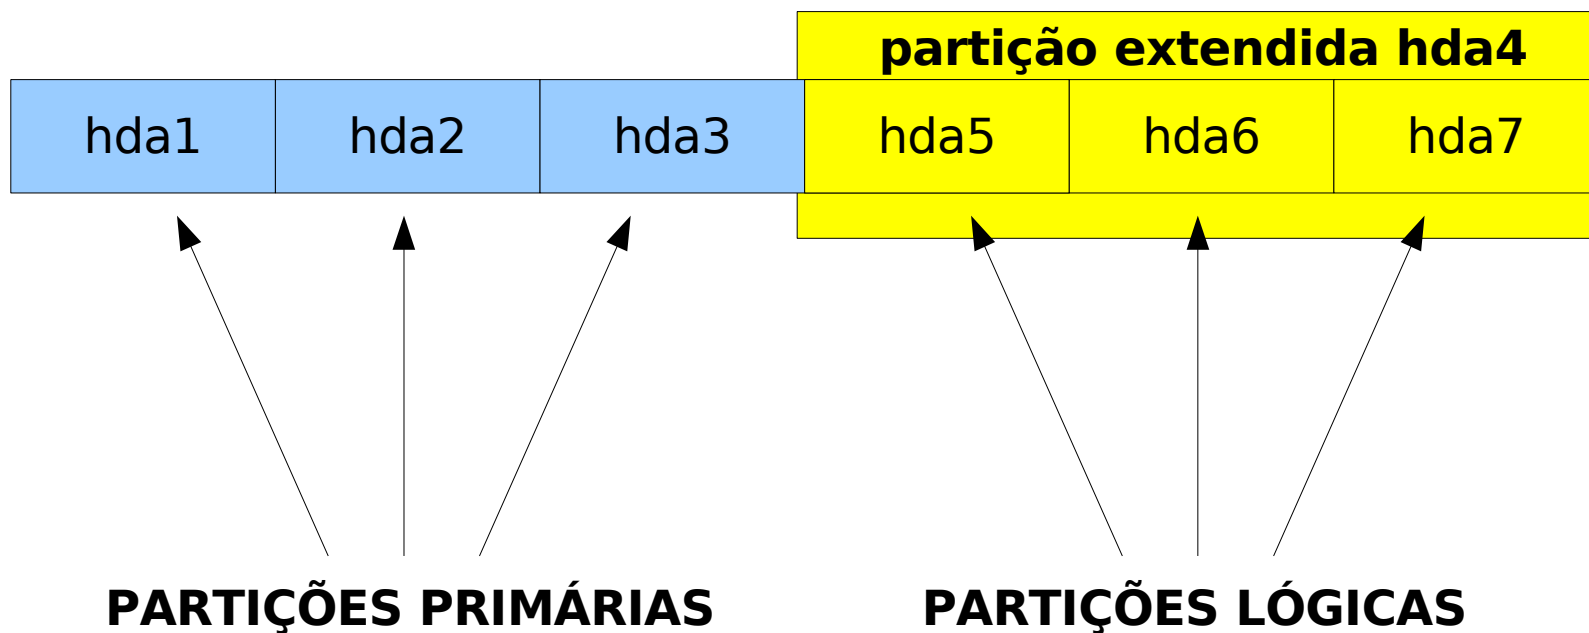 partição extendida hda4
hda1 hda2 hda3 hda5 hda6 hda7
PARTIÇÕES PRIMÁRIAS PARTIÇÕES LÓGICAS